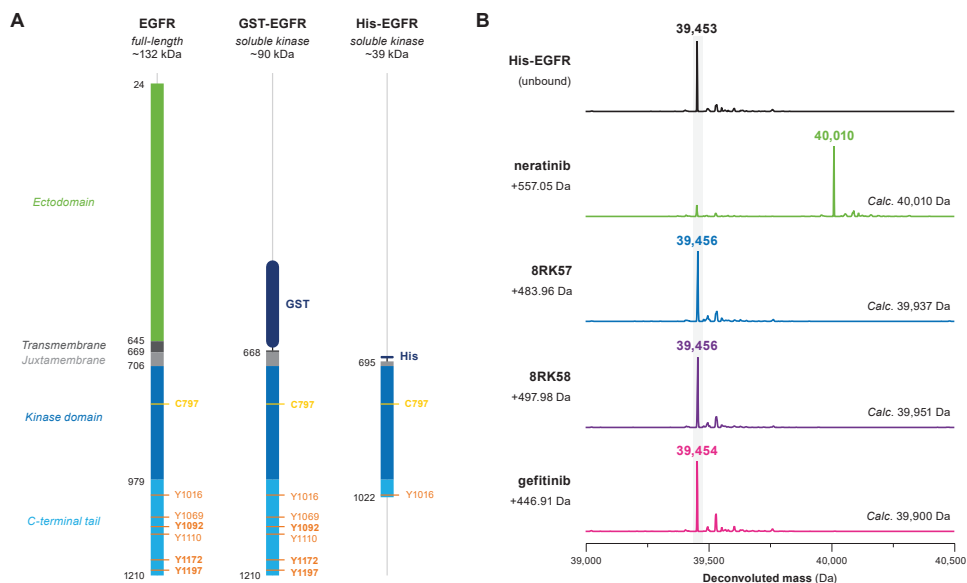 A
EGFR
full-length
~132 kDa
GST-EGFR
soluble kinase
~90 kDa
His-EGFR
soluble kinase
~39 kDa
24
Ectodomain
GST
645
Transmembrane
669
Juxtamembrane
706
668
695
His
C797
C797
C797
Kinase domain
979
Y1016
Y1016
1022
Y1016
Y1069
Y1069
Y1092
Y1092
C-terminal tail
Y1110
Y1110
Y1172
Y1172
Y1197
Y1197
1210
1210
B
39,453
His-EGFR
(unbound)
40,010
neratinib
+557.05 Da
Calc. 40,010 Da
39,456
8RK57
+483.96 Da
Calc. 39,937 Da
39,456
8RK58
+497.98 Da
Calc. 39,951 Da
39,454
gefitinib
+446.91 Da
Calc. 39,900 Da
39,000
39,500
40,000
40,500
Deconvoluted mass (Da)